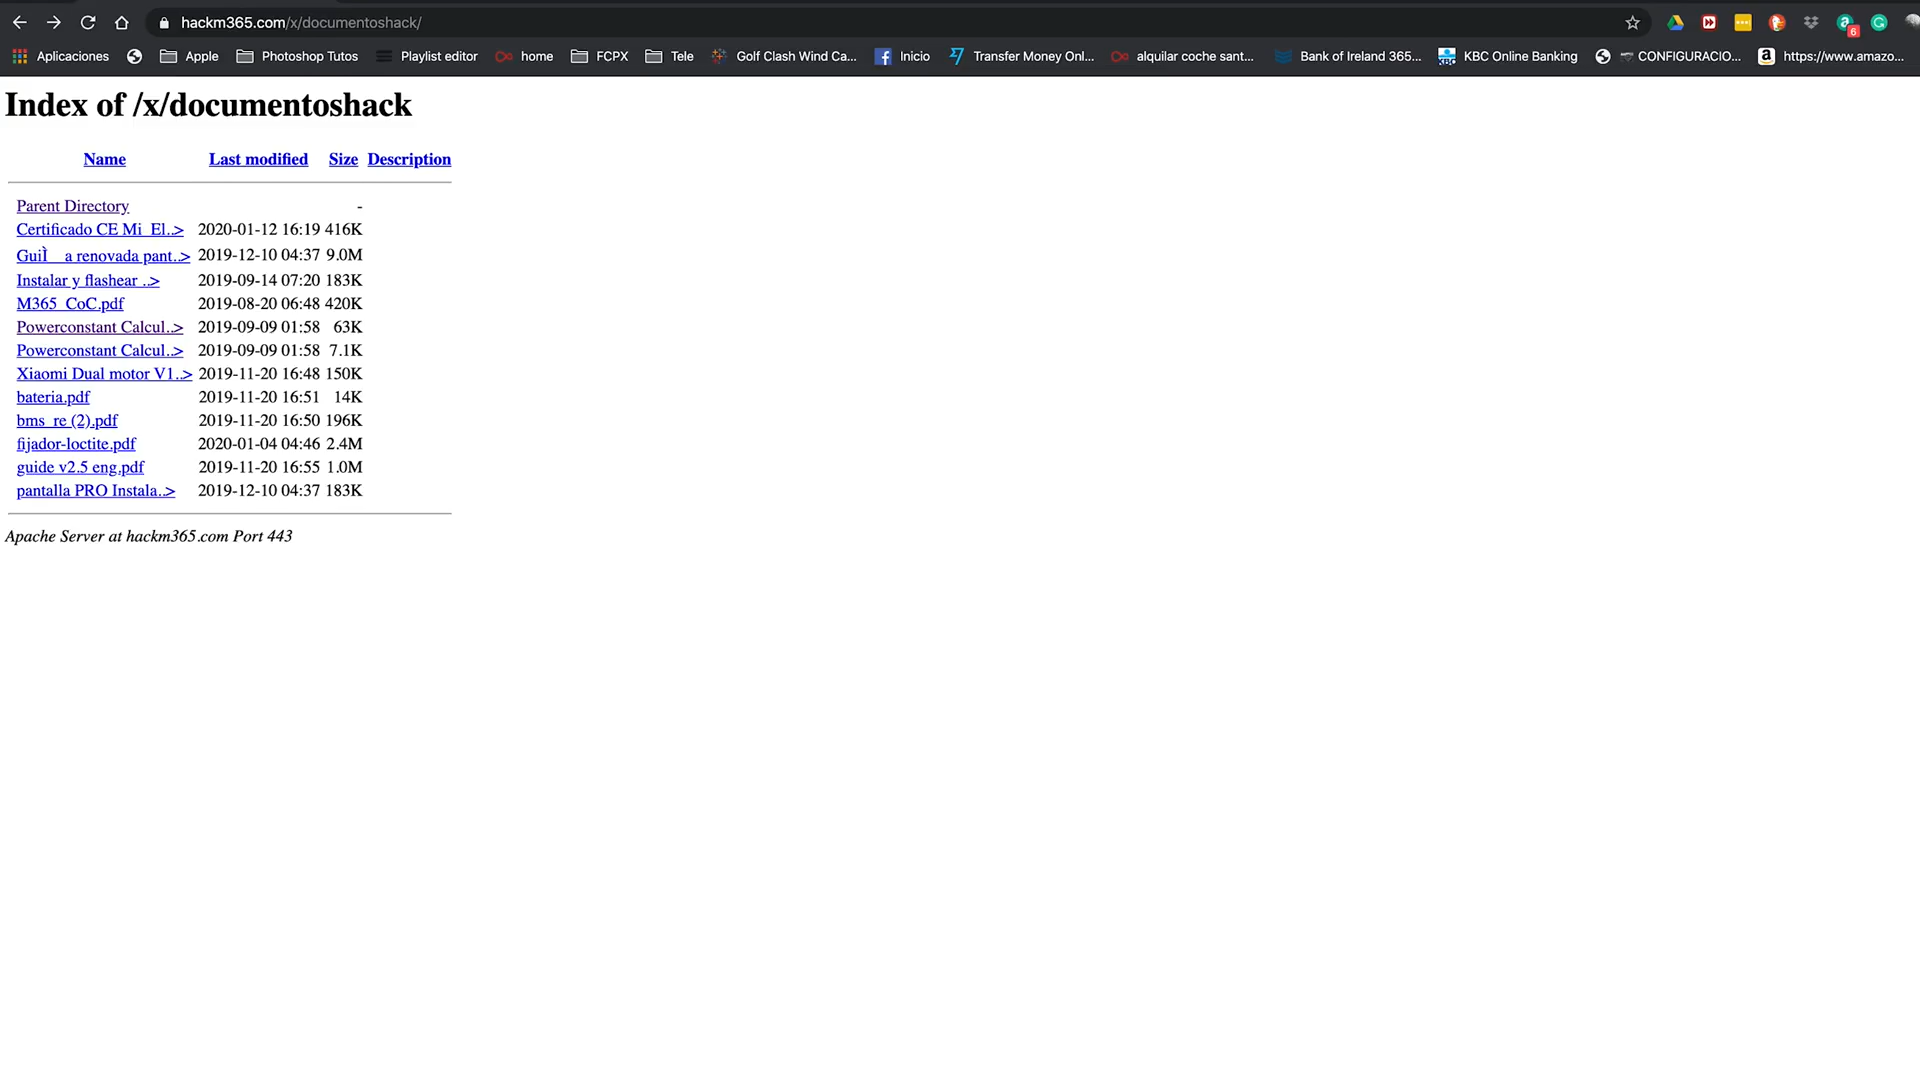 hackm365.com/x/documentoshack/
6
Aplicaciones Apple Photoshop Tutos Playlist editor home FCPX Tele Golf Clash Wind Ca... Inicio Transfer Money Onl... alquilar coche sant... Bank of Ireland 365... KBC Online Banking CONFIGURACIO... https://www.amazo...
Index of /x/documentoshack
Name Last modified Size Description
Parent Directory -
Certificado CE Mi_El..> 2020-01-12 16:19 416K
GuiÌ__a renovada pant..> 2019-12-10 04:37 9.0M
Instalar y flashear ..> 2019-09-14 07:20 183K
M365_CoC.pdf 2019-08-20 06:48 420K
Powerconstant Calcul..> 2019-09-09 01:58 63K
Powerconstant Calcul..> 2019-09-09 01:58 7.1K
Xiaomi Dual motor V1..> 2019-11-20 16:48 150K
bateria.pdf 2019-11-20 16:51 14K
bms_re (2).pdf 2019-11-20 16:50 196K
fijador-loctite.pdf 2020-01-04 04:46 2.4M
guide v2.5 eng.pdf 2019-11-20 16:55 1.0M
pantalla PRO Instala..> 2019-12-10 04:37 183K
Apache Server at hackm365.com Port 443